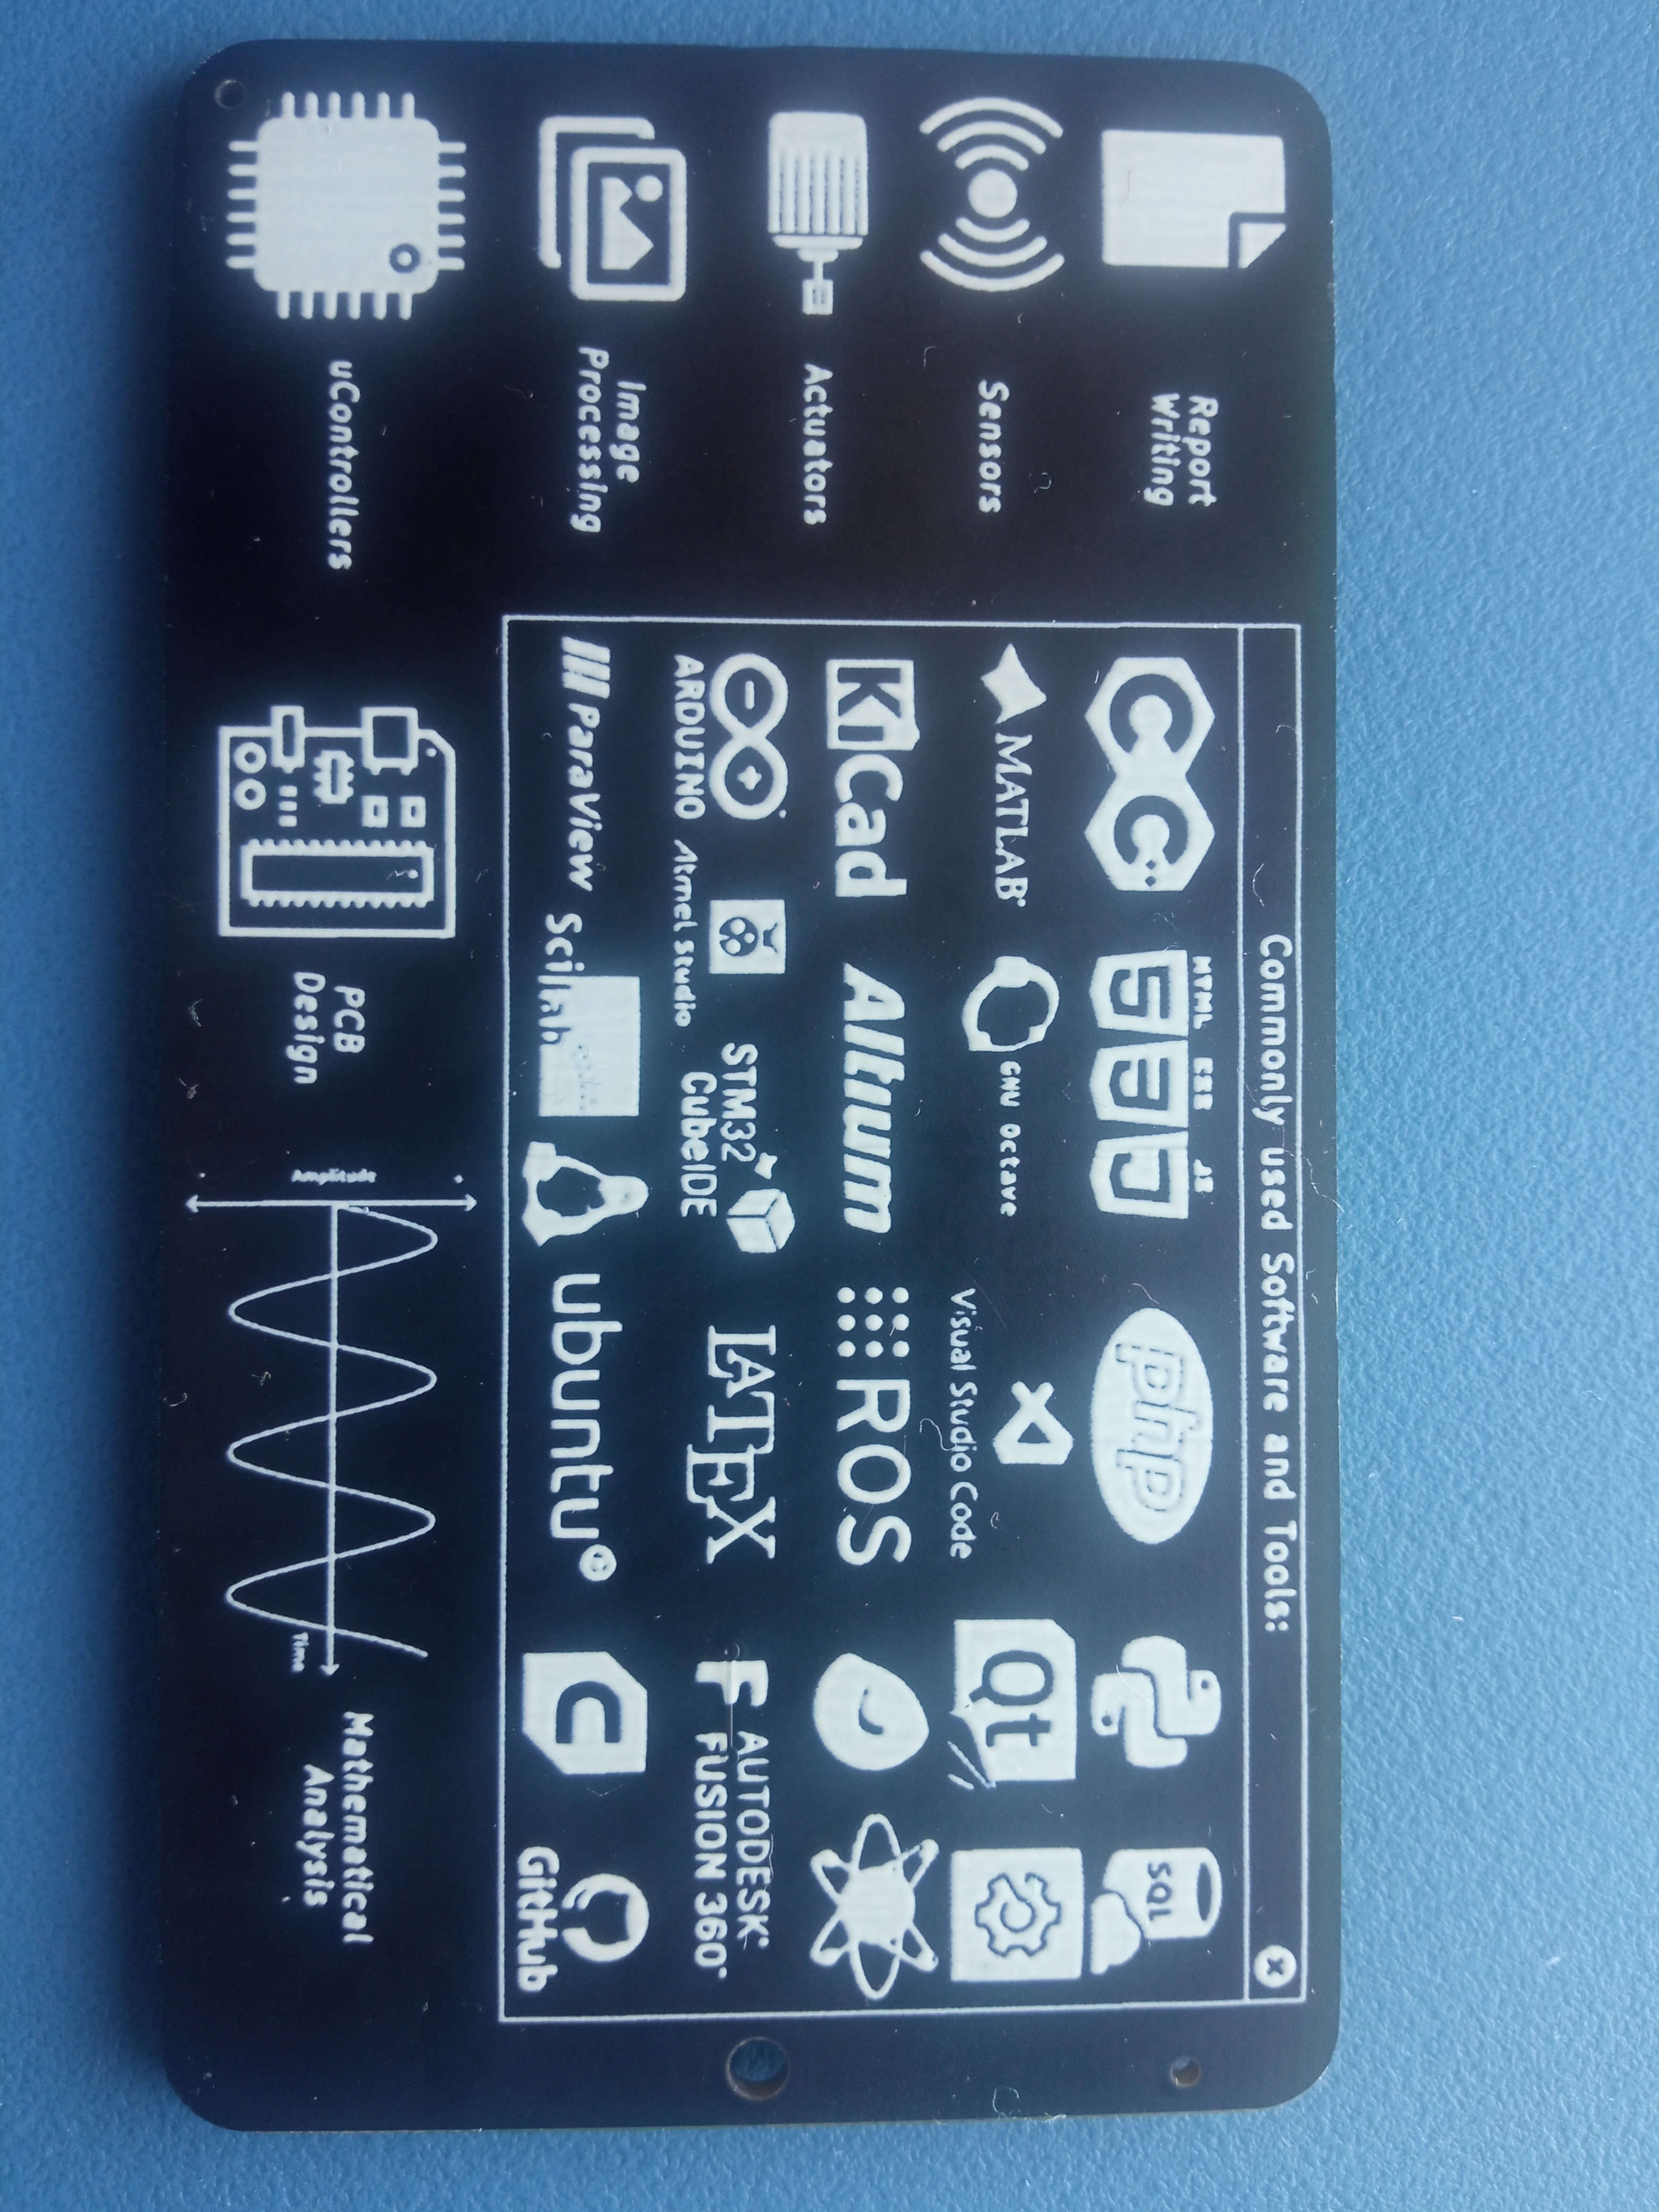 Report
Writing
Sensors
Actuators
Image
Processing
uControllers
Commonly used Software and Tools:
C C++
HTML CSS JS
5 3
php
SQL
MATLAB
GNU Octave
Visual Studio Code
Qt
KiCad
Altium
ROS
ARDUINO
Atmel Studio
STM32
CubeIDE
LATEX
F AUTODESK
FUSION 360
ParaView
Scilab
ubuntu
GitHub
PCB
Design
Amplitude
Time
Mathematical
Analysis